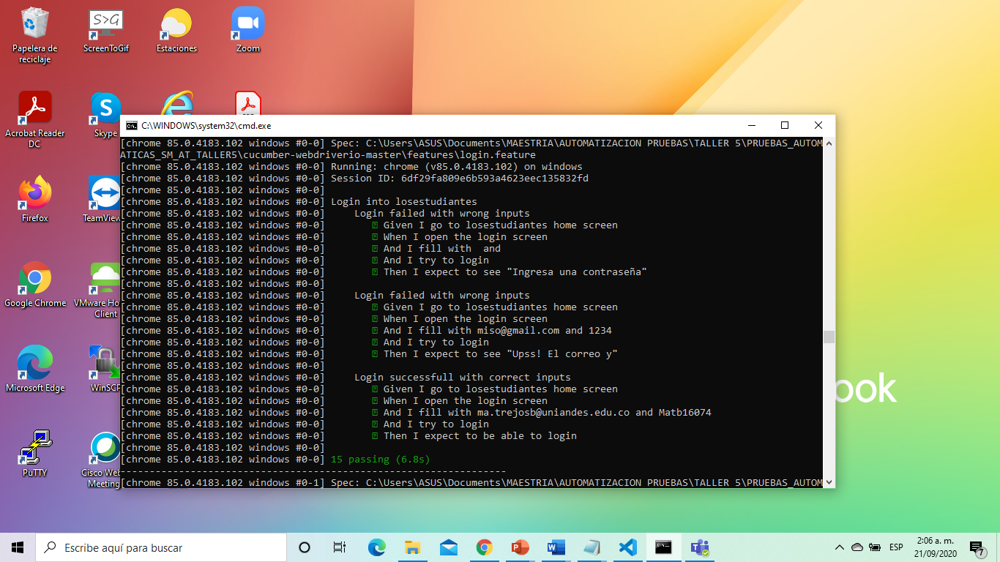 Papelera de
reciclaje
ScreenToGif
Estaciones
Zoom
Acrobat Reader
DC
Skype
Firefox
TeamView
Google Chrome
VMware Ho
Client
Microsoft Edge
WinSCP
PuTTY
Cisco Web
Meeting
S>G
C:\WINDOWS\system32\cmd.exe
[chrome 85.0.4183.102 windows #0-0] Spec: C:\Users\ASUS\Documents\MAESTRIA\AUTOMATIZACION PRUEBAS\TALLER 5\PRUEBAS_AUTOM
ATICAS_SM_AT_TALLER5\cucumber-webdriverio-master\features\login.feature
[chrome 85.0.4183.102 windows #0-0] Running: chrome (v85.0.4183.102) on windows
[chrome 85.0.4183.102 windows #0-0] Session ID: 6df29fa809e6b593a4623eec135832fd
[chrome 85.0.4183.102 windows #0-0]
[chrome 85.0.4183.102 windows #0-0] Login into losestudiantes
[chrome 85.0.4183.102 windows #0-0] Login failed with wrong inputs
[chrome 85.0.4183.102 windows #0-0] Given I go to losestudiantes home screen
[chrome 85.0.4183.102 windows #0-0] When I open the login screen
[chrome 85.0.4183.102 windows #0-0] And I fill with  and
[chrome 85.0.4183.102 windows #0-0] And I try to login
[chrome 85.0.4183.102 windows #0-0] Then I expect to see "Ingresa una contraseña"
[chrome 85.0.4183.102 windows #0-0]
[chrome 85.0.4183.102 windows #0-0] Login failed with wrong inputs
[chrome 85.0.4183.102 windows #0-0] Given I go to losestudiantes home screen
[chrome 85.0.4183.102 windows #0-0] When I open the login screen
[chrome 85.0.4183.102 windows #0-0] And I fill with miso@gmail.com and 1234
[chrome 85.0.4183.102 windows #0-0] And I try to login
[chrome 85.0.4183.102 windows #0-0] Then I expect to see "Upss! El correo y"
[chrome 85.0.4183.102 windows #0-0]
[chrome 85.0.4183.102 windows #0-0] Login successfull with correct inputs
[chrome 85.0.4183.102 windows #0-0] Given I go to losestudiantes home screen
[chrome 85.0.4183.102 windows #0-0] When I open the login screen
[chrome 85.0.4183.102 windows #0-0] And I fill with ma.trejosb@uniandes.edu.co and Matb16074
[chrome 85.0.4183.102 windows #0-0] And I try to login
[chrome 85.0.4183.102 windows #0-0] Then I expect to be able to login
[chrome 85.0.4183.102 windows #0-0]
[chrome 85.0.4183.102 windows #0-0] 15 passing (6.8s)
------------------------------------------------------------------
[chrome 85.0.4183.102 windows #0-1] Spec: C:\Users\ASUS\Documents\MAESTRIA\AUTOMATIZACION PRUEBAS\TALLER 5\PRUEBAS_AUTOM
ook
Escribe aquí para buscar
ESP
2:06 a. m.
21/09/2020
7